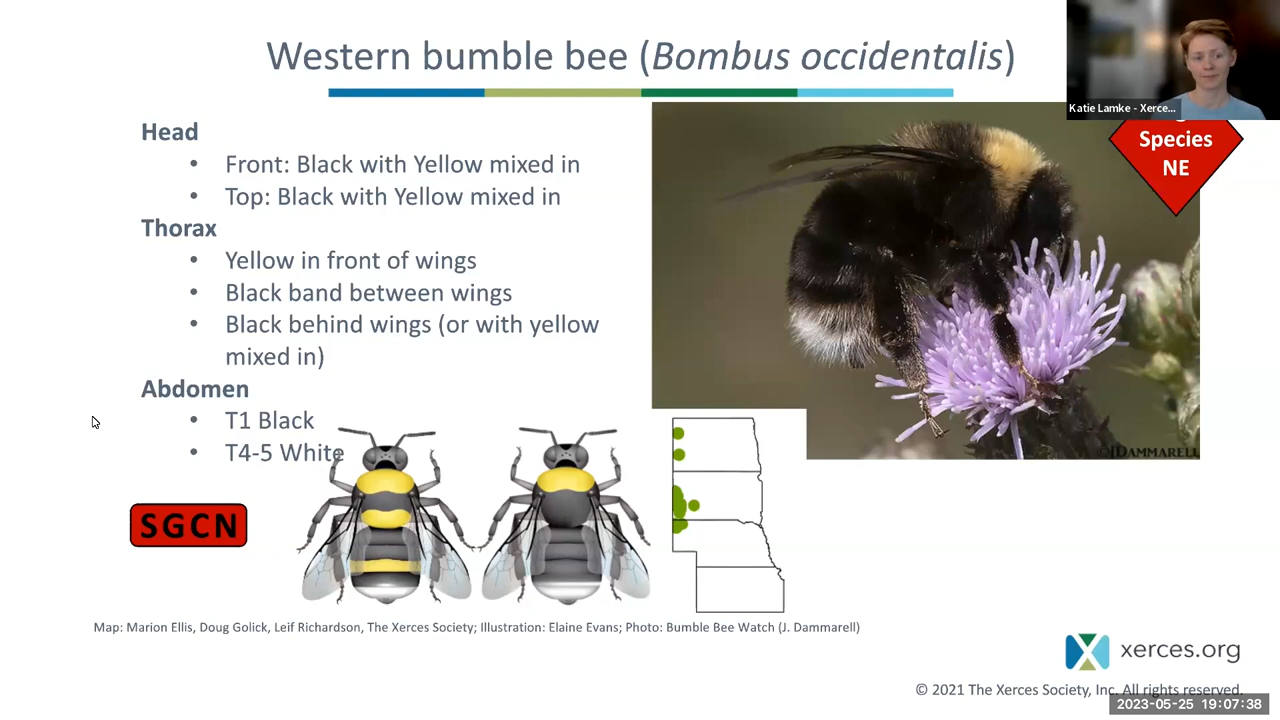 Western bumble bee (Bombus occidentalis)
Katie Lamke - Xerce...
Species
NE
Head
• Front: Black with Yellow mixed in
• Top: Black with Yellow mixed in
Thorax
• Yellow in front of wings
• Black band between wings
• Black behind wings (or with yellow
mixed in)
Abdomen
• T1 Black
• T4-5 White
©JDAMMARELL
SGCN
Map: Marion Ellis, Doug Golick, Leif Richardson, The Xerces Society; Illustration: Elaine Evans; Photo: Bumble Bee Watch (J. Dammarell)
xerces.org
© 2021 The Xerces Society, Inc. All rights reserved.
2023-05-25 19:07:38